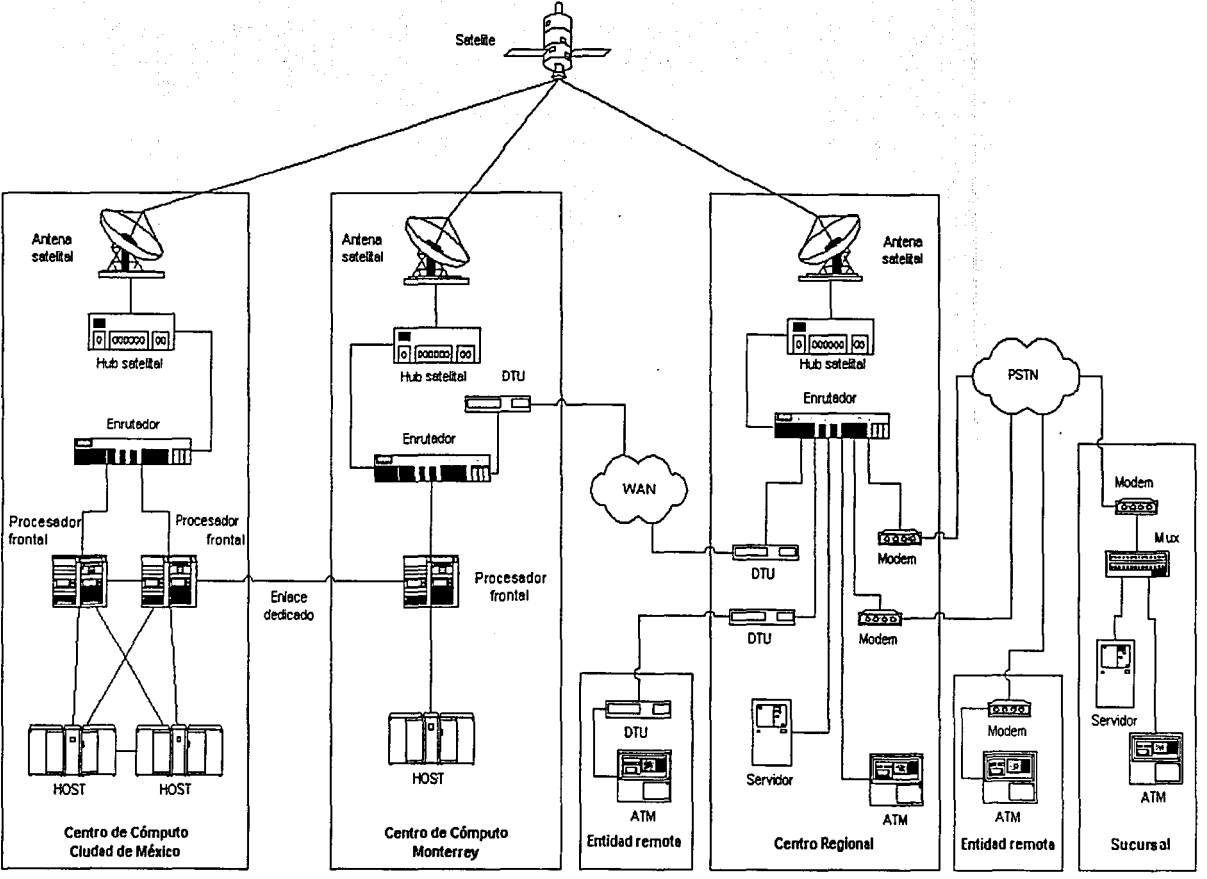 Satelite
Antena
satelital
Hub satelital
Enrutador
Procesador
frontal
Procesador
frontal
HOST
HOST
Centro de Cómputo
Ciudad de México
Enlace
dedicado
Antena
satelital
Hub satelital
DTU
Enrutador
Procesador
frontal
HOST
Centro de Cómputo
Monterrey
WAN
DTU
ATM
Entidad remota
Antena
satelital
Hub satelital
Enrutador
DTU
Modem
DTU
Modem
Servidor
ATM
Centro Regional
PSTN
Modem
ATM
Entidad remota
Modem
Mux
Servidor
ATM
Sucursal